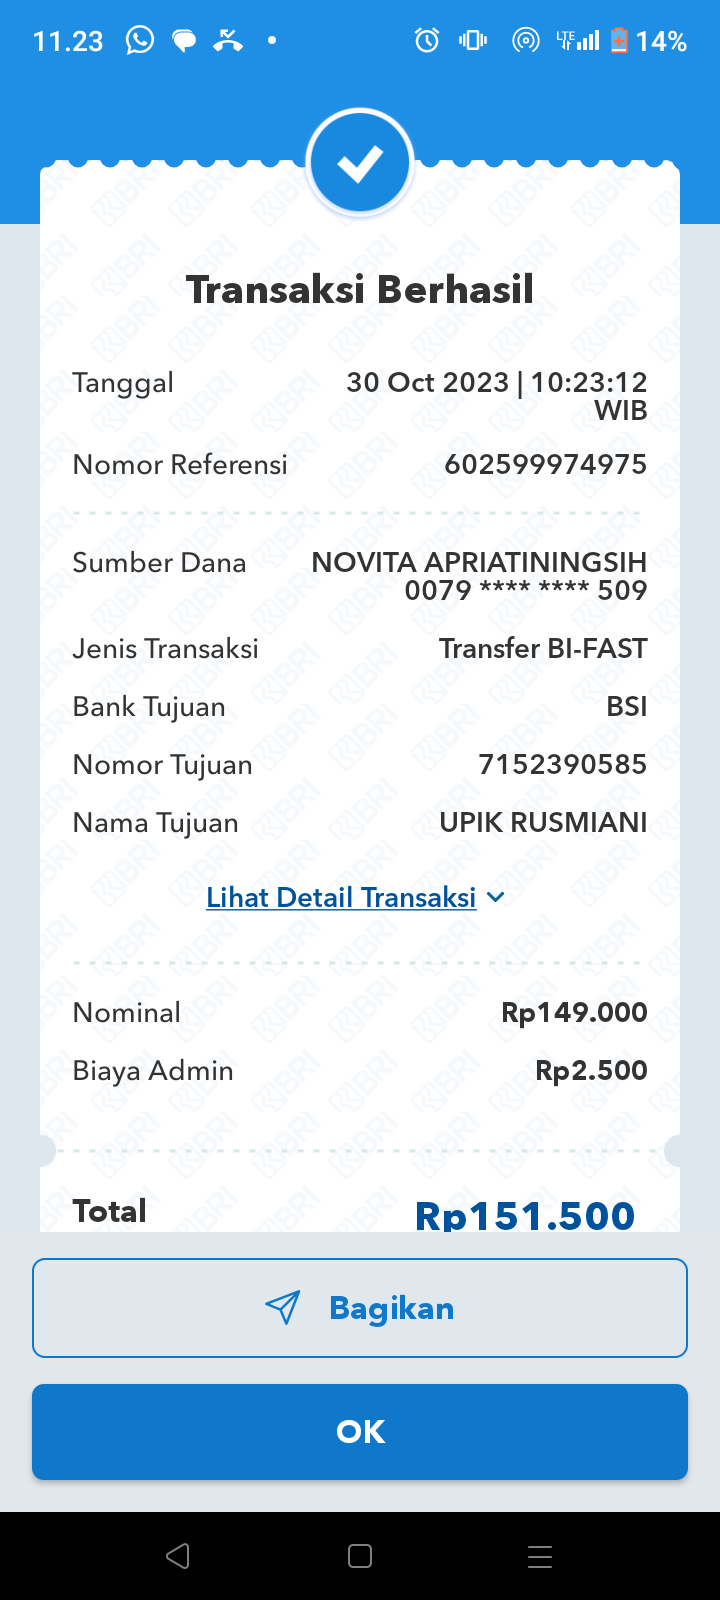 11.23 LTE 14%
Transaksi Berhasil
Tanggal 30 Oct 2023 | 10:23:12
WIB
Nomor Referensi 602599974975
Sumber Dana NOVITA APRIATININGSIH
0079 **** **** 509
Jenis Transaksi Transfer BI-FAST
Bank Tujuan BSI
Nomor Tujuan 7152390585
Nama Tujuan UPIK RUSMIANI
Lihat Detail Transaksi
Nominal Rp149.000
Biaya Admin Rp2.500
Total Rp151.500
Bagikan
OK
BRI